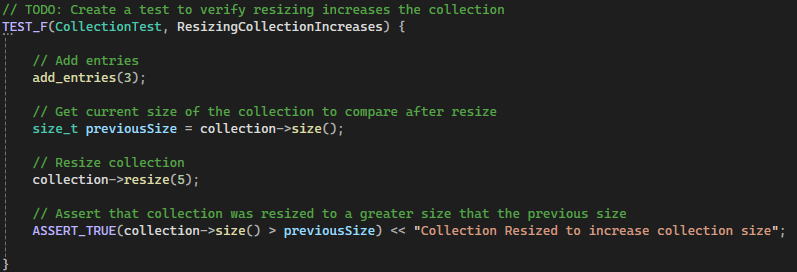 // TODO: Create a test to verify resizing increases the collection
TEST_F(CollectionTest, ResizingCollectionIncreases) {
// Add entries
add_entries(3);
// Get current size of the collection to compare after resize
size_t previousSize = collection->size();
// Resize collection
collection->resize(5);
// Assert that collection was resized to a greater size that the previous size
ASSERT_TRUE(collection->size() > previousSize) << "Collection Resized to increase collection size";
}